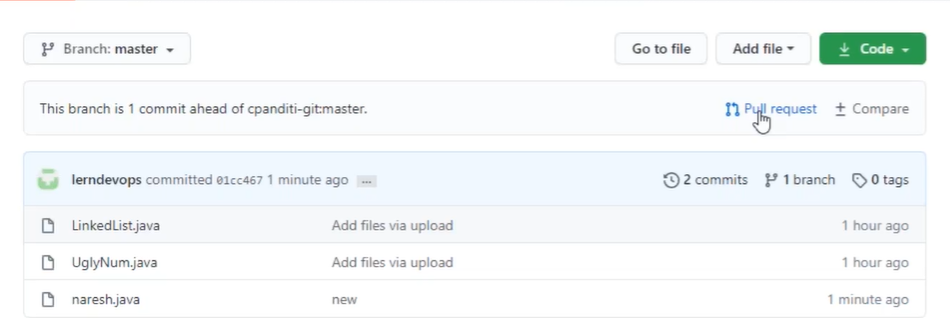 Branch: master Go to file Add file Code
This branch is 1 commit ahead of cpanditi-git:master. Pull request Compare
lerndevops committed 01cc467 1 minute ago ... 2 commits 1 branch 0 tags
LinkedList.java Add files via upload 1 hour ago
UglyNum.java Add files via upload 1 hour ago
naresh.java new 1 minute ago